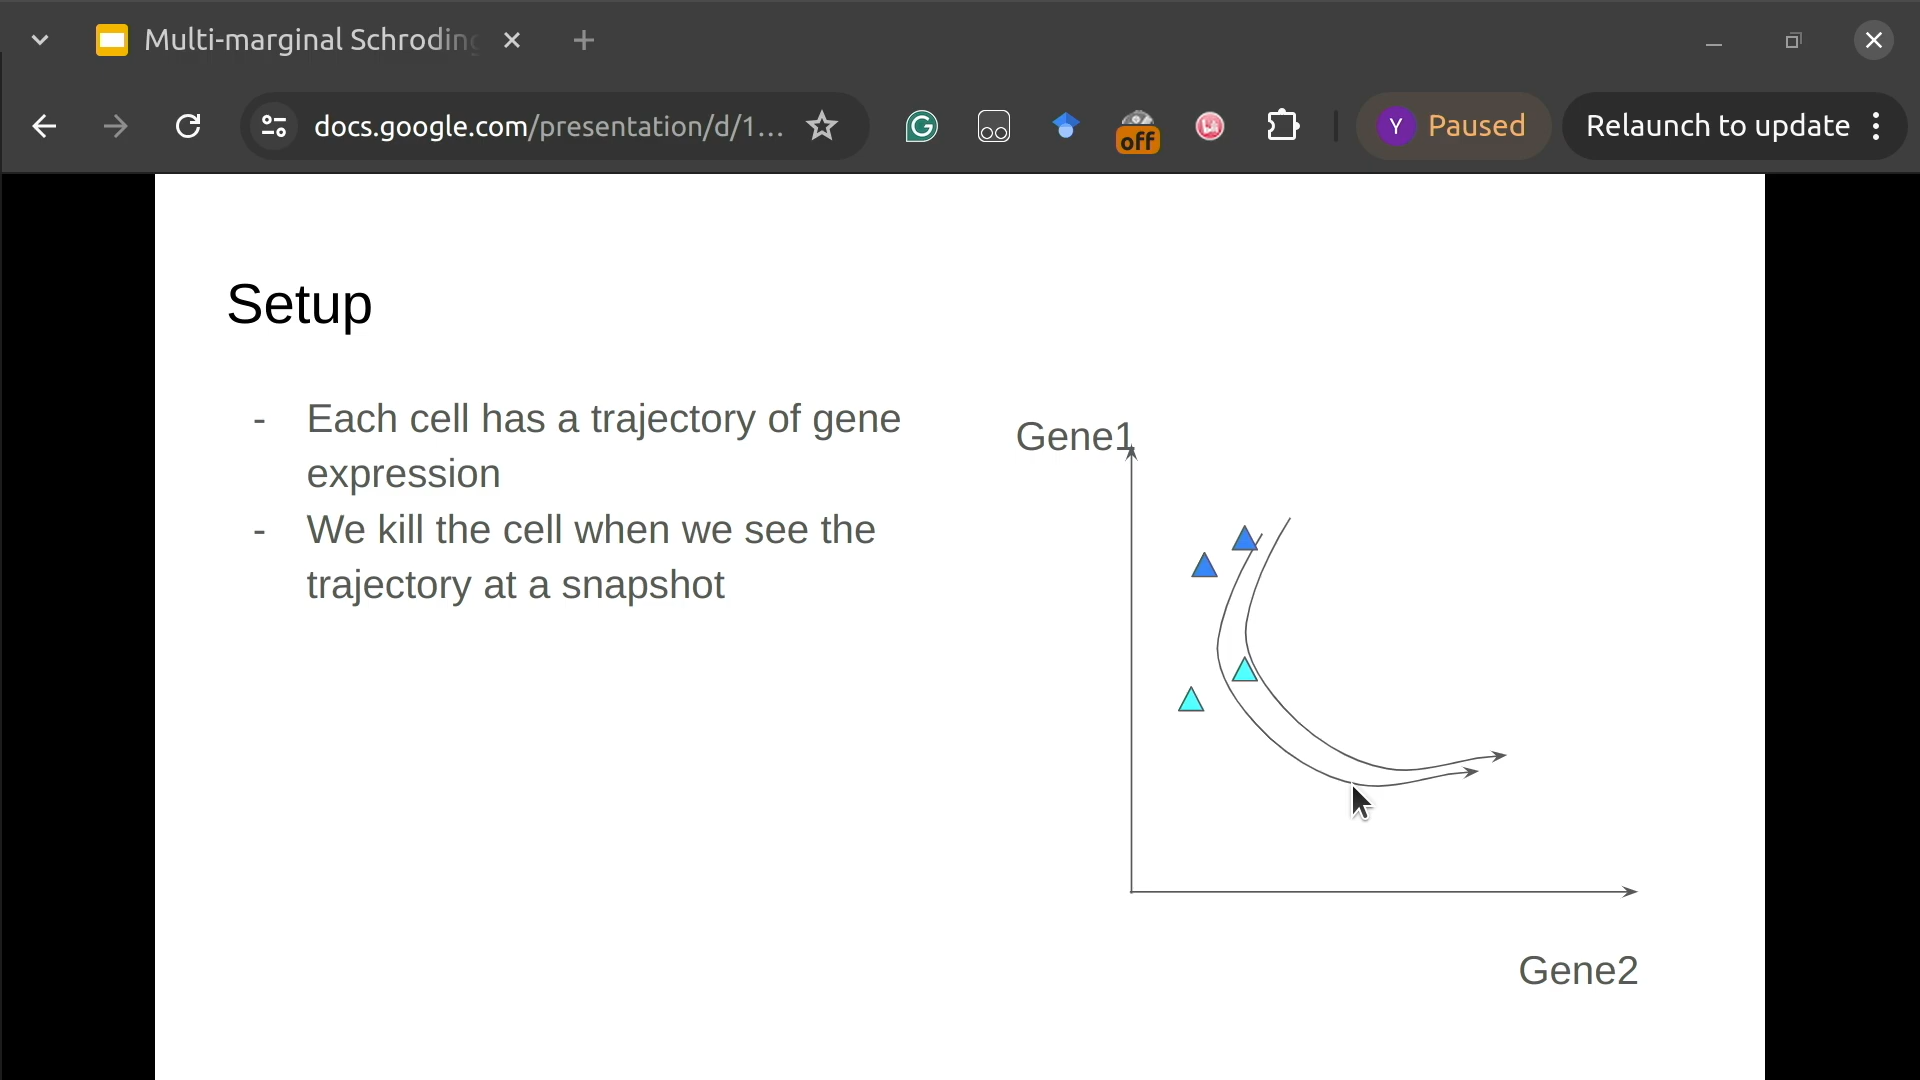 Multi-marginal Schroding
docs.google.com/presentation/d/1...
off
Y
Paused
Relaunch to update
Setup
- Each cell has a trajectory of gene
expression
- We kill the cell when we see the
trajectory at a snapshot
Gene1
Gene2